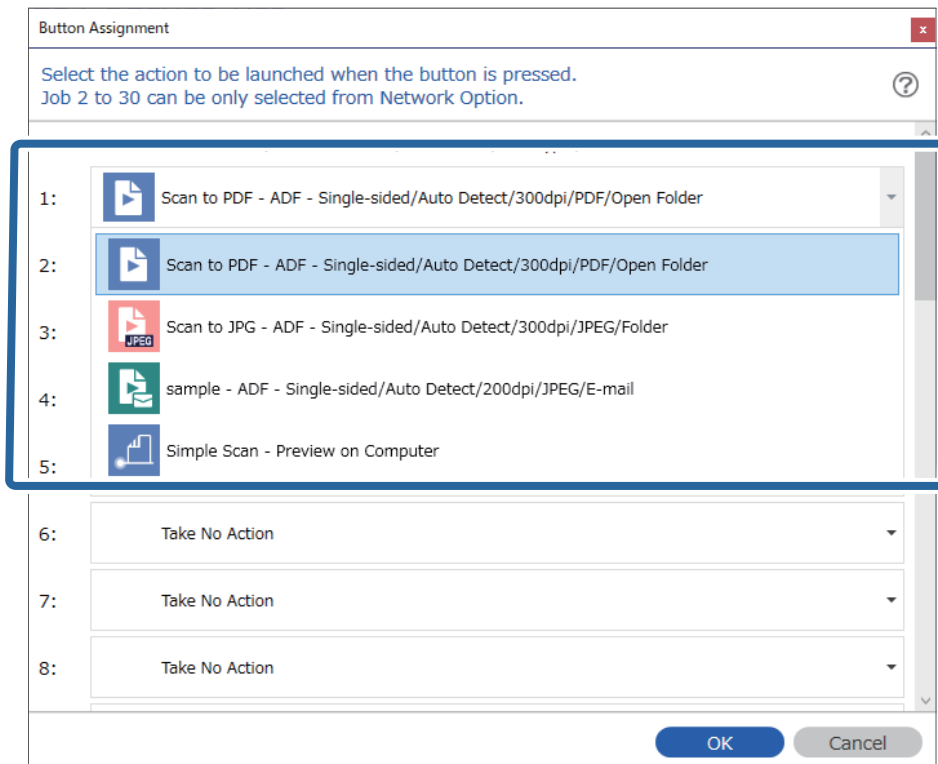 Button Assignment
x
Select the action to be launched when the button is pressed.
Job 2 to 30 can be only selected from Network Option.
?
1:
Scan to PDF - ADF - Single-sided/Auto Detect/300dpi/PDF/Open Folder
2:
Scan to PDF - ADF - Single-sided/Auto Detect/300dpi/PDF/Open Folder
3:
JPEG
Scan to JPG - ADF - Single-sided/Auto Detect/300dpi/JPEG/Folder
4:
sample - ADF - Single-sided/Auto Detect/200dpi/JPEG/E-mail
5:
Simple Scan - Preview on Computer
6:
Take No Action
7:
Take No Action
8:
Take No Action
OK
Cancel